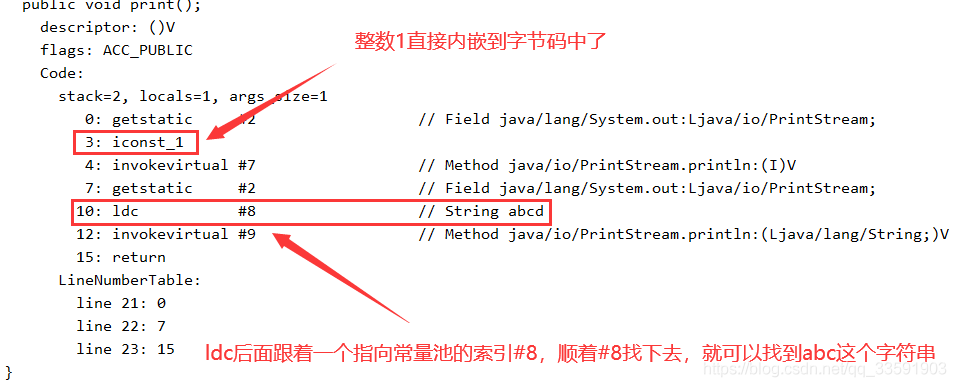 public void print();
descriptor: ()V
flags: ACC_PUBLIC
整数1直接内嵌到字节码中了
Code:
stack=2, locals=1, args_size=1
0: getstatic #2 // Field java/lang/System.out:Ljava/io/PrintStream;
3: iconst_1
4: invokevirtual #7 // Method java/io/PrintStream.println:(I)V
7: getstatic #2 // Field java/lang/System.out:Ljava/io/PrintStream;
10: ldc #8 // String abcd
12: invokevirtual #9 // Method java/io/PrintStream.println:(Ljava/lang/String;)V
15: return
LineNumberTable:
line 21: 0
line 22: 7
line 23: 15
ldc后面跟着一个指向常量池的索引#8，顺着#8找下去，就可以找到abc这个字符串
}
https://blog.csdn.net/qq_33591903